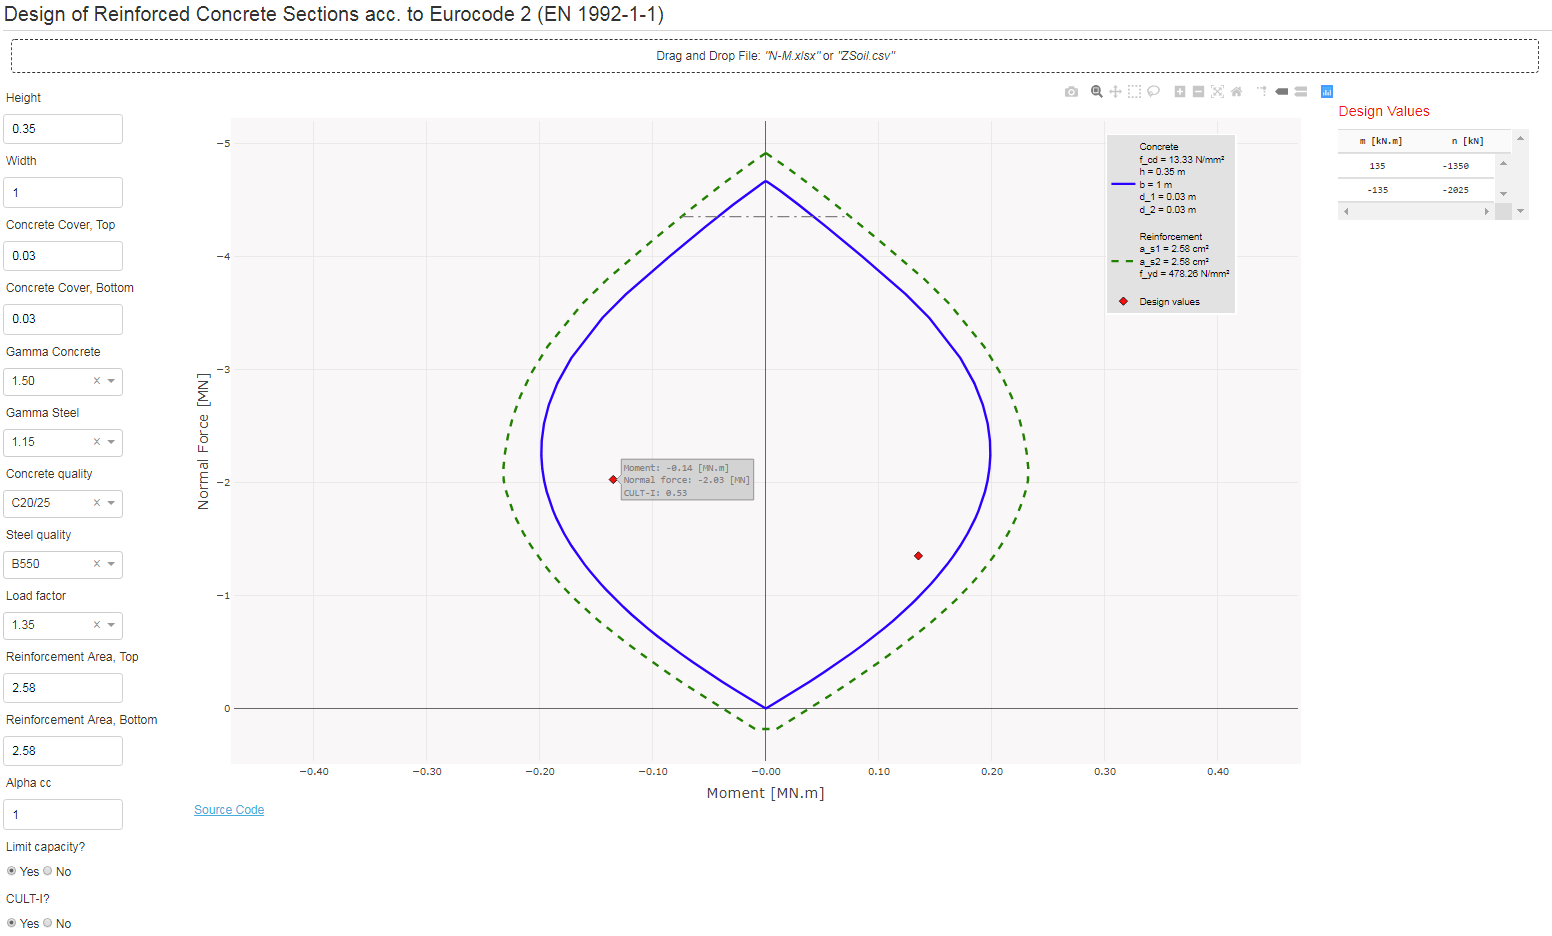 Design of Reinforced Concrete Sections acc. to Eurocode 2 (EN 1992-1-1)
Drag and Drop File: "N-M.xlsx" or "ZSoil.csv"
Height
0.35
Width
1
Concrete Cover, Top
0.03
Concrete Cover, Bottom
0.03
Gamma Concrete
1.50
Gamma Steel
1.15
Concrete quality
C20/25
Steel quality
B550
Load factor
1.35
Reinforcement Area, Top
2.58
Reinforcement Area, Bottom
2.58
Alpha cc
1
Limit capacity?
Yes No
CULT-I?
Yes No
Normal Force [MN]
−5
−4
−3
−2
−1
0
−0.40 −0.30 −0.20 −0.10 −0.00 0.10 0.20 0.30 0.40
Moment [MN.m]
Moment: -0.14 [MN.m]
Normal force: -2.03 [MN]
CULT-I: 0.53
Concrete
f_cd = 13.33 N/mm²
h = 0.35 m
b = 1 m
d_1 = 0.03 m
d_2 = 0.03 m
Reinforcement
a_s1 = 2.58 cm²
a_s2 = 2.58 cm²
f_yd = 478.26 N/mm²
Design values
Source Code
Design Values
m [kN.m] n [kN]
135 -1350
-135 -2025